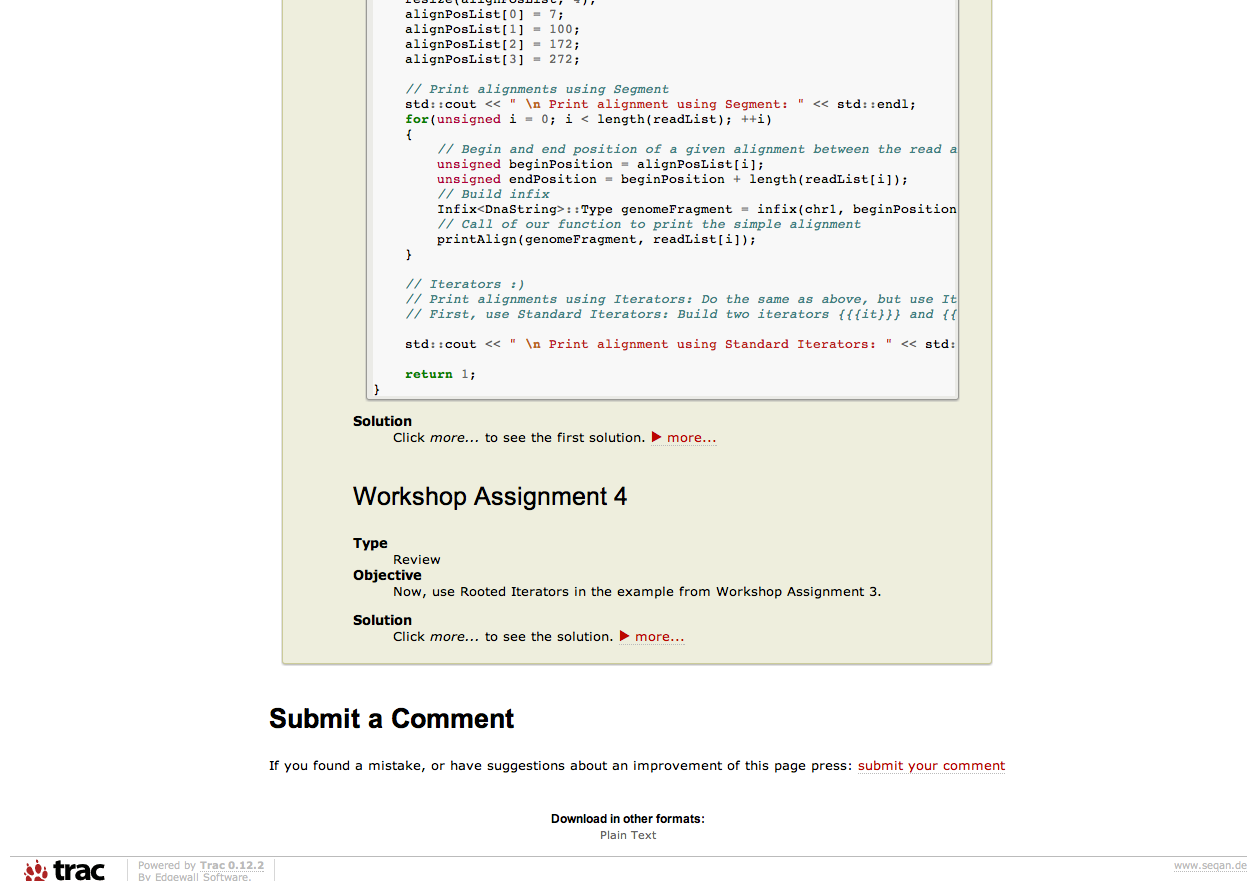 resize(alignPosList, 4);
alignPosList[0] = 7;
alignPosList[1] = 100;
alignPosList[2] = 172;
alignPosList[3] = 272;
// Print alignments using Segment
std::cout << " \n Print alignment using Segment: " << std::endl;
for(unsigned i = 0; i < length(readList); ++i)
{
// Begin and end position of a given alignment between the read a
unsigned beginPosition = alignPosList[i];
unsigned endPosition = beginPosition + length(readList[i]);
// Build infix
Infix<DnaString>::Type genomeFragment = infix(chr1, beginPosition
// Call of our function to print the simple alignment
printAlign(genomeFragment, readList[i]);
}
// Iterators :)
// Print alignments using Iterators: Do the same as above, but use It
// First, use Standard Iterators: Build two iterators {{{it}}} and {{
std::cout << " \n Print alignment using Standard Iterators: " << std:
return 1;
}
Solution
Click more... to see the first solution. more...
Workshop Assignment 4
Type
Review
Objective
Now, use Rooted Iterators in the example from Workshop Assignment 3.
Solution
Click more... to see the solution. more...
Submit a Comment
If you found a mistake, or have suggestions about an improvement of this page press: submit your comment
Download in other formats:
Plain Text
trac
Powered by Trac 0.12.2
By Edgewall Software.
www.seqan.de